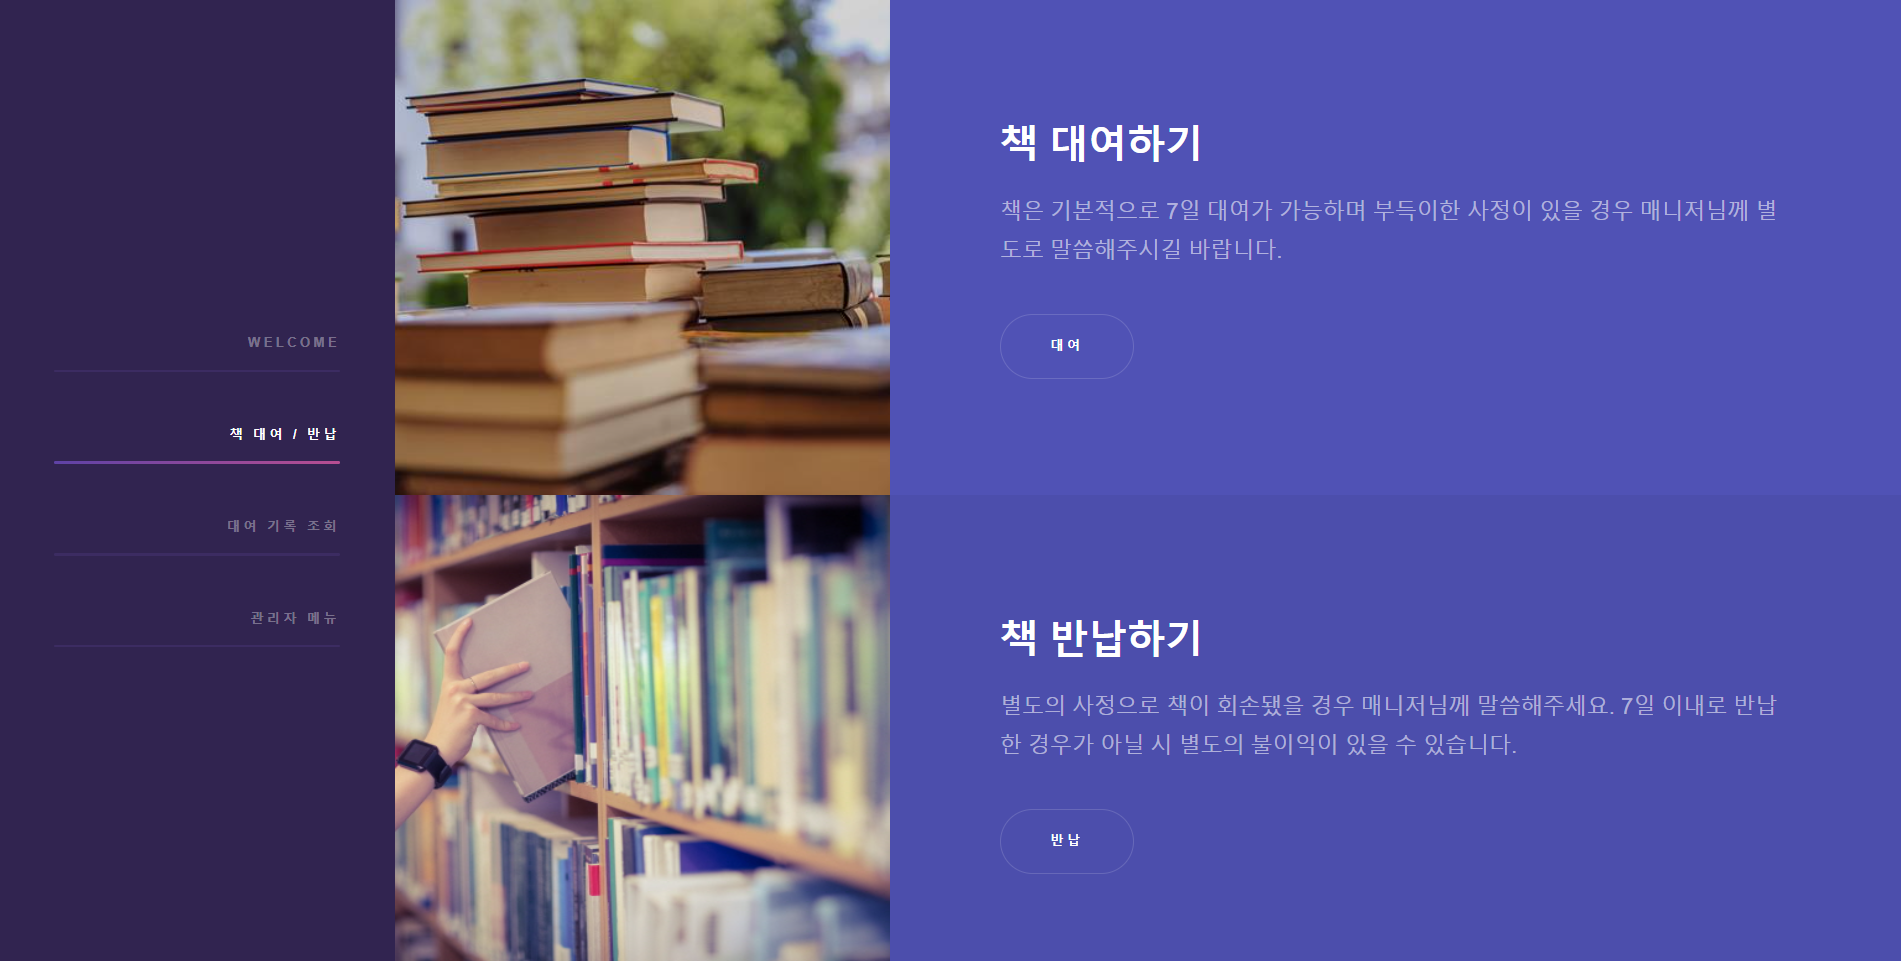 WELCOME
책 대여 / 반납
대여 기록 조회
관리자 메뉴
책 대여하기
책은 기본적으로 7일 대여가 가능하며 부득이한 사정이 있을 경우 매니저님께 별
도로 말씀해주시길 바랍니다.
대여
책 반납하기
별도의 사정으로 책이 훼손됐을 경우 매니저님께 말씀해주세요. 7일 이내로 반납
한 경우가 아닐 시 별도의 불이익이 있을 수 있습니다.
반납